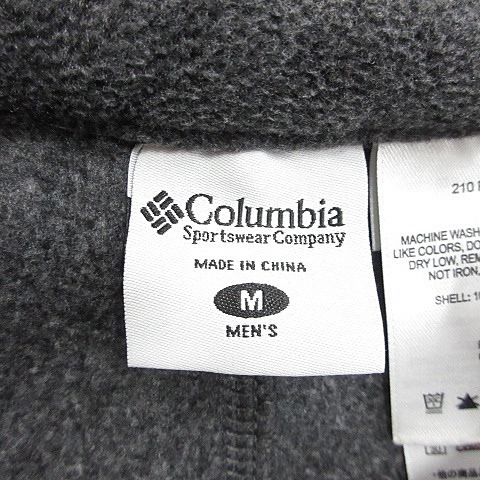 Columbia
Sportswear Company
MADE IN CHINA
M
MEN'S
210
MACHINE WASH
LIKE COLORS, DO
DRY LOW, REM
NOT IRON,
SHELL: 10